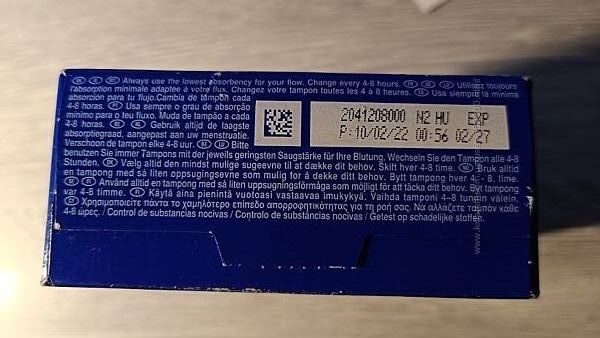 Always use the lowest absorbency for your flow. Change every 4-8 hours. Utilisez toujours
l'absorption minimale adaptée à votre flux. Changez votre tampon toutes les 4 à 8 heures. Usa siempre la mínima
absorción para tu flujo. Cambia de tampón cada
4-8 horas. PT Usa sempre o grau de absorção
mínimo para o teu fluxo. Muda de tampão a cada
4-8 horas. Gebruik altijd de laagste
absorptiegraad, aangepast aan uw menstruatie.
Verschoon de tampon elke 4-8 uur. Bitte
benutzen Sie immer Tampons mit der jeweils geringsten Saugstärke für Ihre Blutung. Wechseln Sie den Tampon alle 4-8
Stunden. DK Vælg altid den mindst mulige sugeevne til at dække dit behov. Skift hver 4-8 time. NO Bruk alltid
en tampong med så liten oppsugingsevne som mulig for å dekke ditt behov. Bytt tampong hver 4.- 8. time.
Använd alltid en tampong med så liten uppsugningsförmåga som möjligt för att täcka ditt behov. Byt tampong
var 4-8 timme. FI Käytä aina pienintä vuotoasi vastaavaa imukykyä. Vaihda tamponi 4-8 tunnin välein.
Χρησιμοποιείτε πάντα το χαμηλότερο επίπεδο απορροφητικότητας για τη ροή σας. Να αλλάζετε ταμπόν κάθε
4-8 ώρες. / Control de substancias nocivas / Controlo de substâncias nocivas / Getest op schadelijke stoffen.
2041208000 N2 HU EXP
P:10/02/22 00:56 02/27